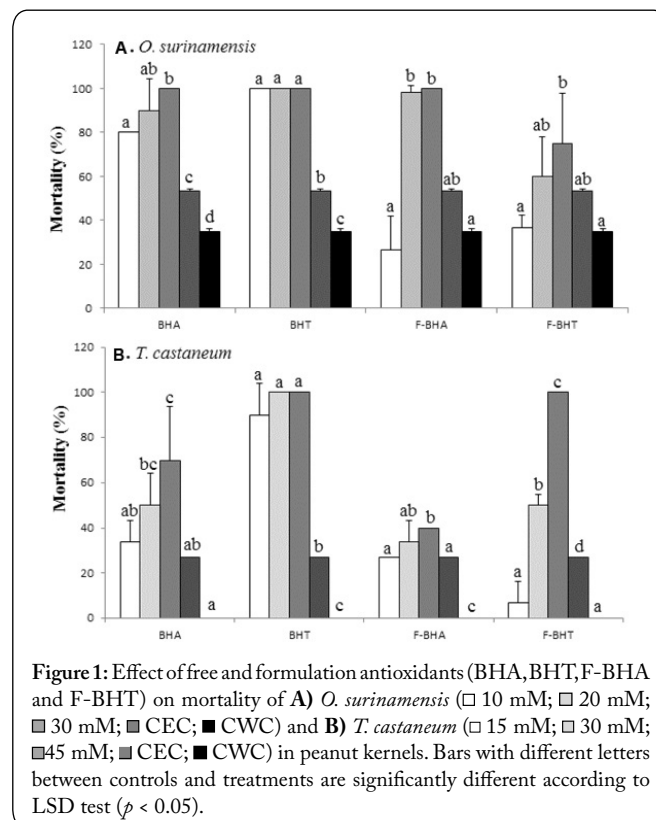 A. O. surinamensis
120
100
80
60
40
20
0
Mortality (%)
a ab b c d
a a a b c
a b b ab a
a ab b ab a
BHA BHT F-BHA F-BHT
B. T. castaneum
120
100
80
60
40
20
0
Mortality (%)
ab bc c ab a
a a a b c
a ab b a c
a b c d a
BHA BHT F-BHA F-BHT
Figure 1: Effect of free and formulation antioxidants (BHA, BHT, F-BHA
and F-BHT) on mortality of A) O. surinamensis (□ 10 mM; □ 20 mM;
■ 30 mM; ■ CEC; ■ CWC) and B) T. castaneum (□ 15 mM; □ 30 mM;
■45 mM; ■ CEC; ■ CWC) in peanut kernels. Bars with different letters
between controls and treatments are significantly different according to
LSD test (p < 0.05).